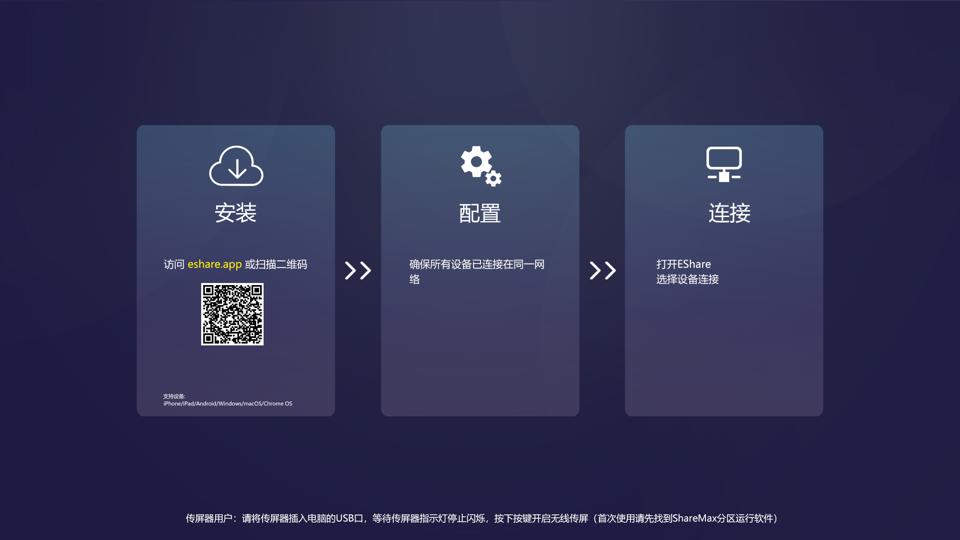 安装
访问 eshare.app 或扫描二维码
支持设备:
iPhone/iPad/Android/Windows/macOS/Chrome OS
配置
确保所有设备已连接在同一网
络
连接
打开EShare
选择设备连接
传屏器用户：请将传屏器插入电脑的USB口，等待传屏器指示灯停止闪烁，按下按键开启无线传屏（首次使用请先找到ShareMax分区运行软件）